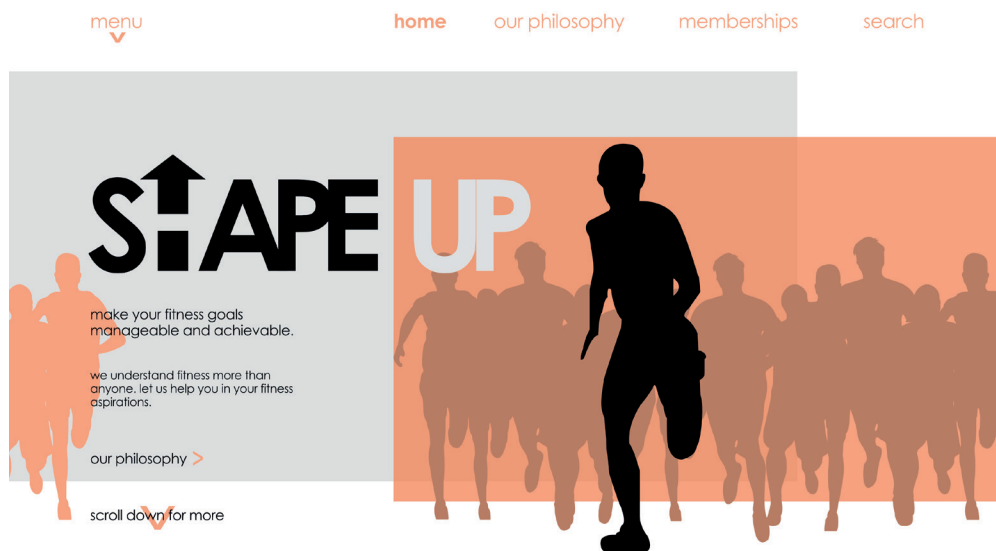 menu
home our philosophy memberships search
SHAPE UP
make your fitness goals
manageable and achievable.
we understand fitness more than
anyone. let us help you in your fitness
aspirations.
our philosophy >
scroll down for more